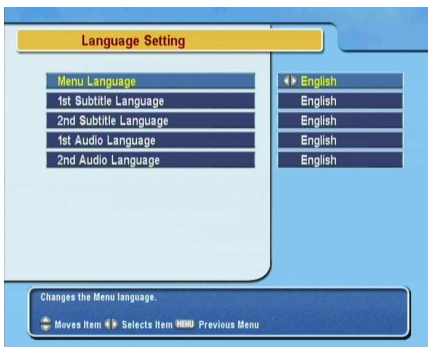 Language Setting
Menu Language English
1st Subtitle Language English
2nd Subtitle Language English
1st Audio Language English
2nd Audio Language English
Changes the Menu language.
Moves Item Selects Item MENU Previous Menu